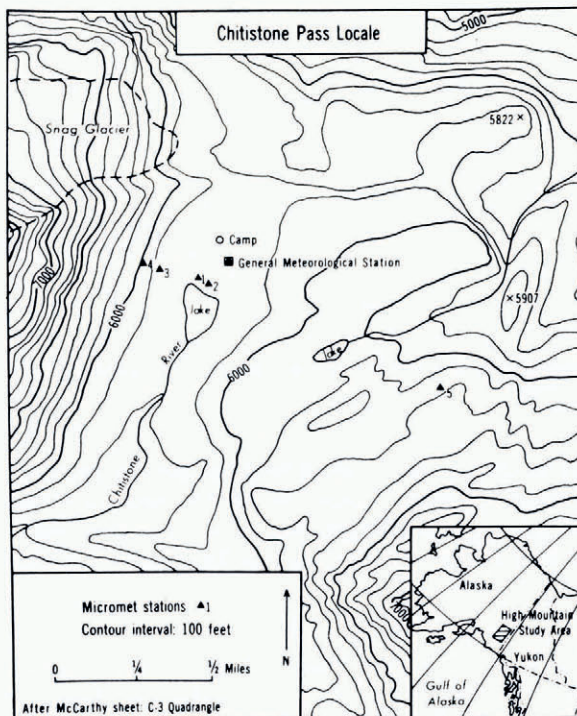 Chitistone Pass Locale
5000
Snag Glacier
5822
Camp
General Meteorological Station
4
3
1
2
lake
7000
6000
5907
River
lake
6000
5
Chitistone
Micromet stations 1
Contour interval: 100 feet
N
0 1/4 1/2 Miles
After McCarthy sheet: C-3 Quadrangle
7000
Alaska
High Mountain
Study Area
Yukon
Gulf of
Alaska